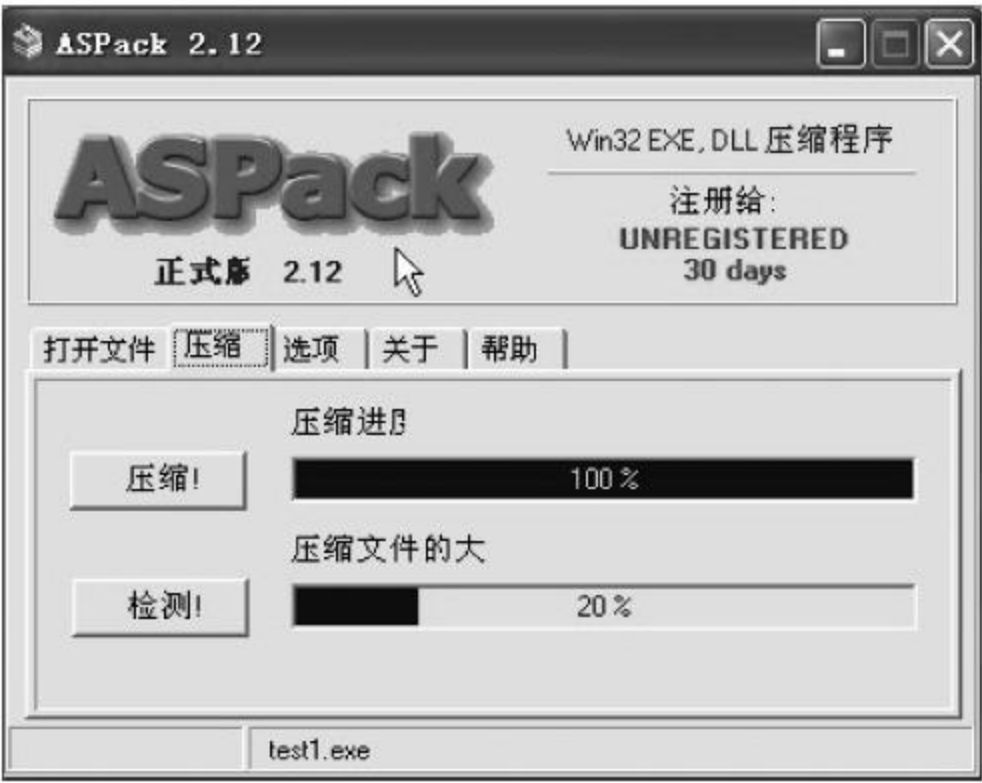 ASPack 2.12
ASPack
正式版 2.12
Win32 EXE, DLL 压缩程序
注册给:
UNREGISTERED
30 days
打开文件 压缩 选项 关于 帮助
压缩进度
压缩!
100 %
压缩文件的大
检测!
20 %
test1.exe